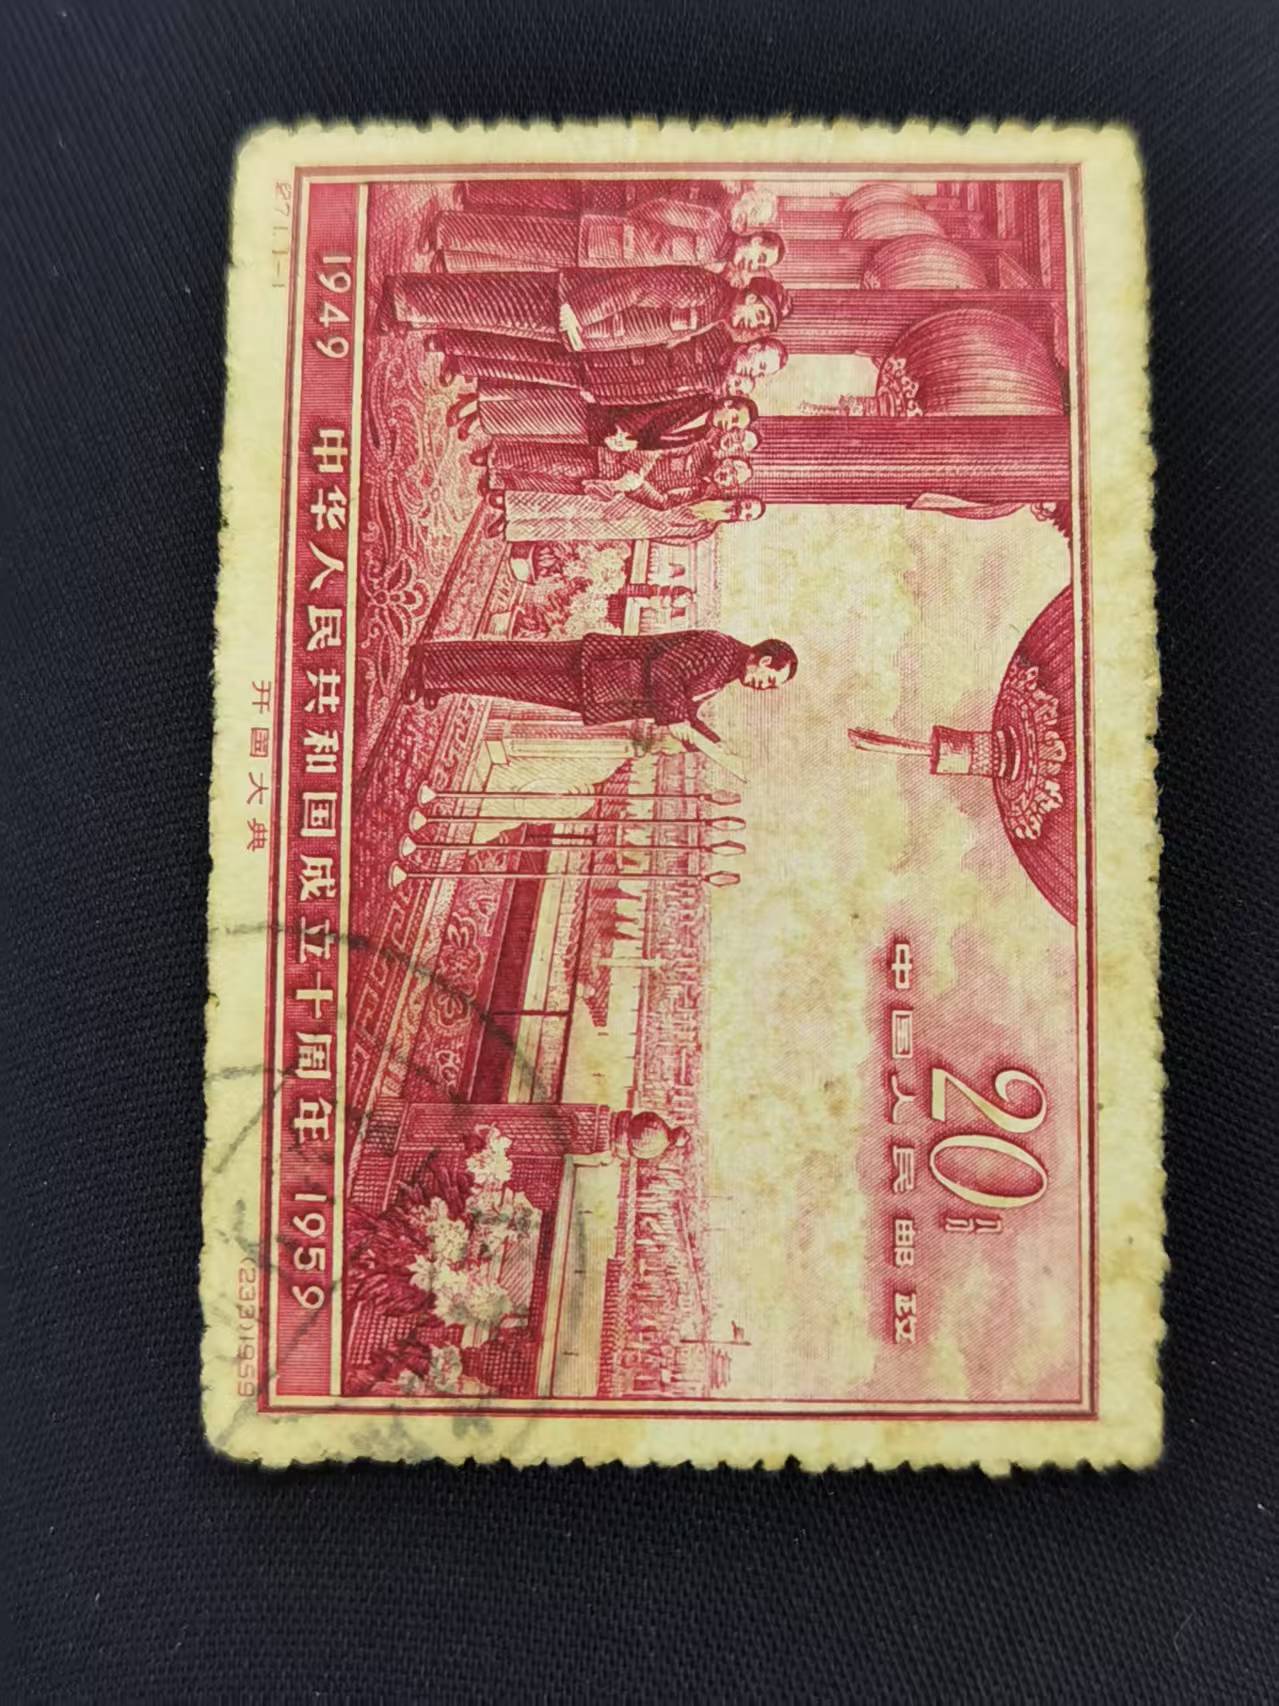 20分
中国人民邮政
1949 中华人民共和国成立十周年 1959
纪71.1-1
开國大典
(233)1959